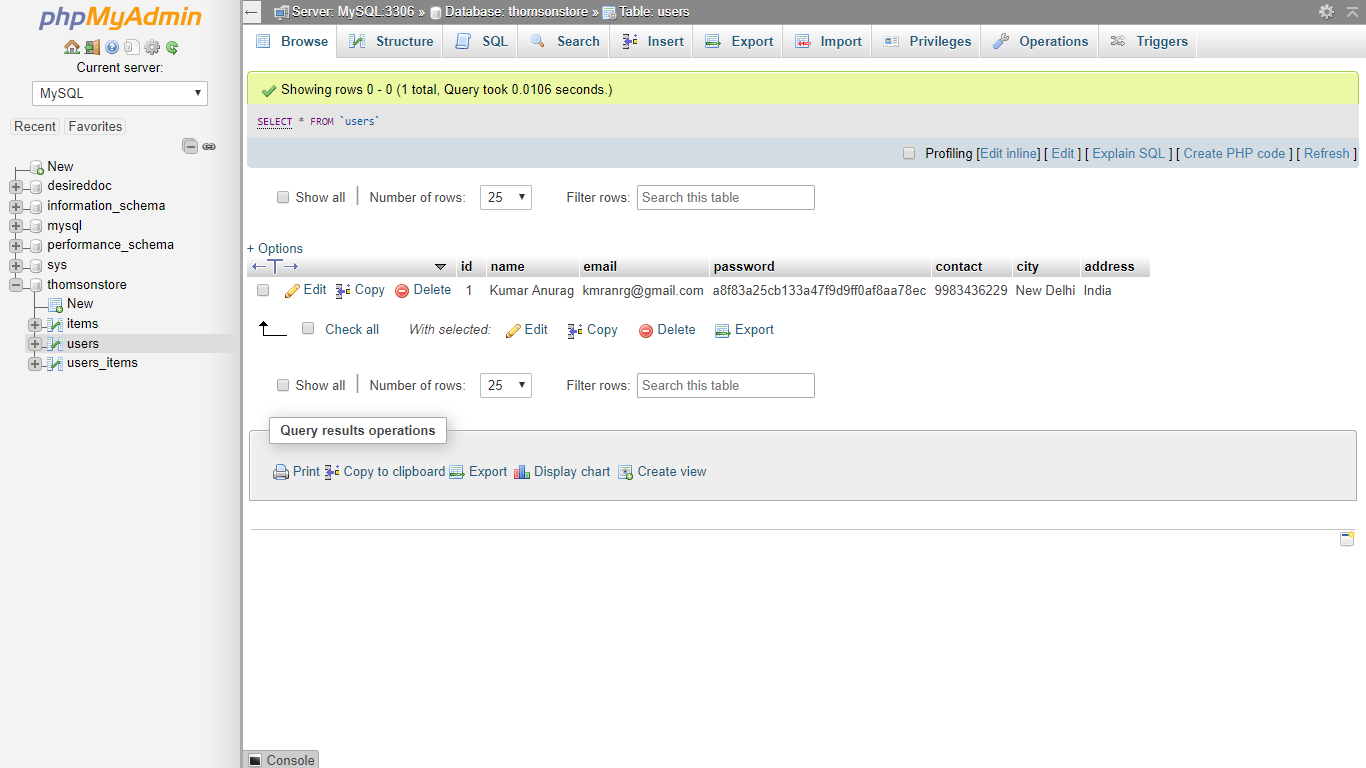 phpMyAdmin
Current server:
MySQL
Recent Favorites
New
desireddoc
information_schema
mysql
performance_schema
sys
thomsonstore
New
items
users
users_items
Server: MySQL:3306 » Database: thomsonstore » Table: users
Browse Structure SQL Search Insert Export Import Privileges Operations Triggers
Showing rows 0 - 0 (1 total, Query took 0.0106 seconds.)
SELECT * FROM `users`
Profiling [Edit inline] [ Edit ] [ Explain SQL ] [ Create PHP code ] [ Refresh ]
Show all Number of rows: 25 Filter rows: Search this table
+ Options
id name email password contact city address
Edit Copy Delete 1 Kumar Anurag kmranrg@gmail.com a8f83a25cb133a47f9d9ff0af8aa78ec 9983436229 New Delhi India
Check all With selected: Edit Copy Delete Export
Show all Number of rows: 25 Filter rows: Search this table
Query results operations
Print Copy to clipboard Export Display chart Create view
Console